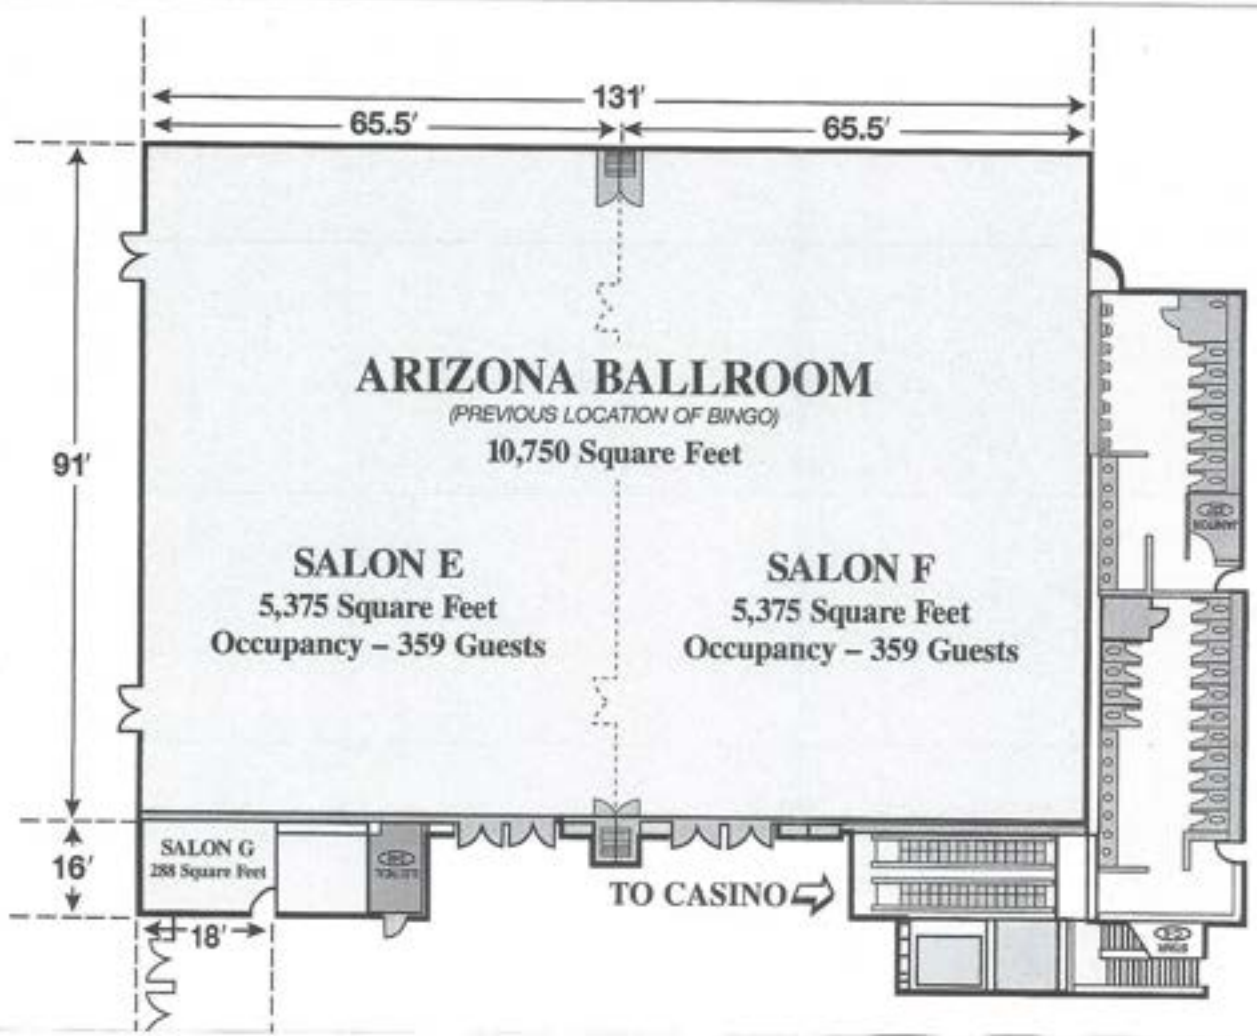 131'
65.5'
65.5'
91'
ARIZONA BALLROOM
(PREVIOUS LOCATION OF BINGO)
10,750 Square Feet
SALON E
5,375 Square Feet
Occupancy – 359 Guests
SALON F
5,375 Square Feet
Occupancy – 359 Guests
JANITOR
16'
SALON G
288 Square Feet
TO CASINO
18'